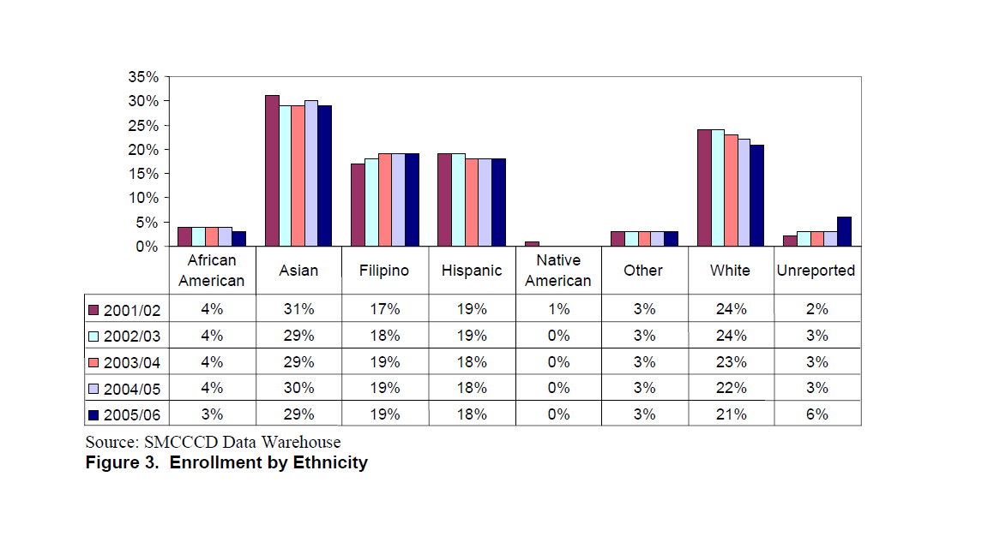 35%
30%
25%
20%
15%
10%
5%
0%
African American Asian Filipino Hispanic Native American Other White Unreported
2001/02 4% 31% 17% 19% 1% 3% 24% 2%
2002/03 4% 29% 18% 19% 0% 3% 24% 3%
2003/04 4% 29% 19% 18% 0% 3% 23% 3%
2004/05 4% 30% 19% 18% 0% 3% 22% 3%
2005/06 3% 29% 19% 18% 0% 3% 21% 6%
Source: SMCCCD Data Warehouse
Figure 3. Enrollment by Ethnicity